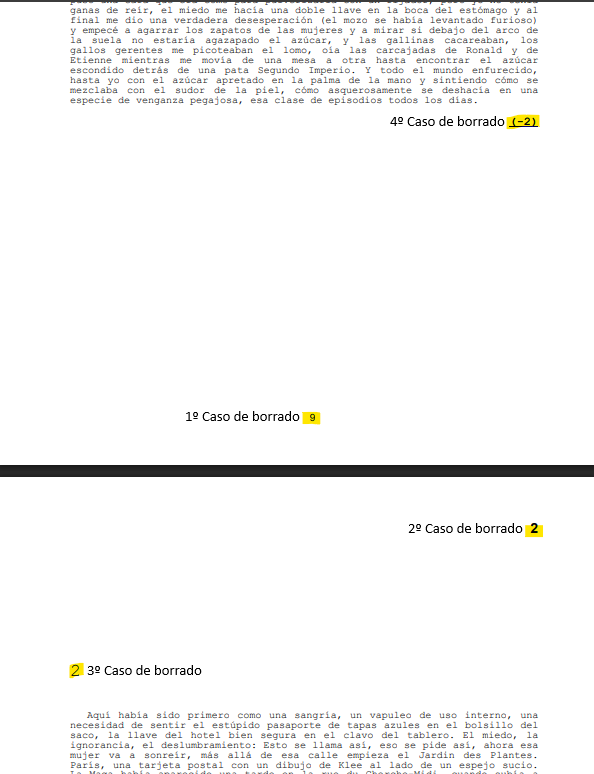 ganas de reír, el miedo me hacía una doble llave en la boca del estómago y al
final me dio una verdadera desesperación (el mozo se había levantado furioso)
y empecé a agarrar los zapatos de las mujeres y a mirar si debajo del arco de
la suela no estaría agazapado el azúcar, y las gallinas cacareaban, los
gallos gerentes me picoteaban el lomo, oía las carcajadas de Ronald y de
Etienne mientras me movía de una mesa a otra hasta encontrar el azúcar
escondido detrás de una pata Segundo Imperio. Y todo el mundo enfurecido,
hasta yo con el azúcar apretado en la palma de la mano y sintiendo cómo se
mezclaba con el sudor de la piel, cómo asquerosamente se deshacía en una
especie de venganza pegajosa, esa clase de episodios todos los días.
4º Caso de borrado (-2)
1º Caso de borrado 9
2º Caso de borrado 2
2 3º Caso de borrado
Aquí había sido primero como una sangría, un vapuleo de uso interno, una
necesidad de sentir el estúpido pasaporte de tapas azules en el bolsillo del
saco, la llave del hotel bien segura en el clavo del tablero. El miedo, la
ignorancia, el deslumbramiento: Esto se llama así, eso se pide así, ahora esa
mujer va a sonreír, más allá de esa calle empieza el Jardin des Plantes.
París, una tarjeta postal con un dibujo de Klee al lado de un espejo sucio.